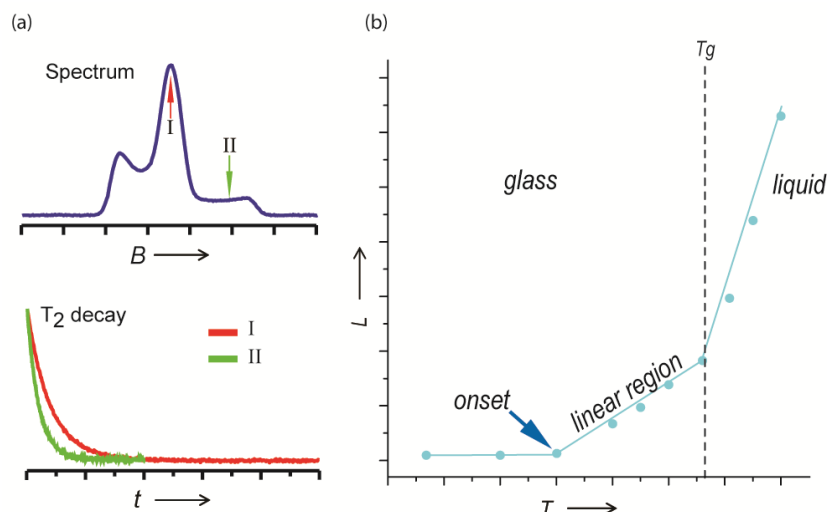 (a)
Spectrum
I
II
B
T2 decay
I
II
t
(b)
Tg
glass
liquid
L
linear region
onset
T